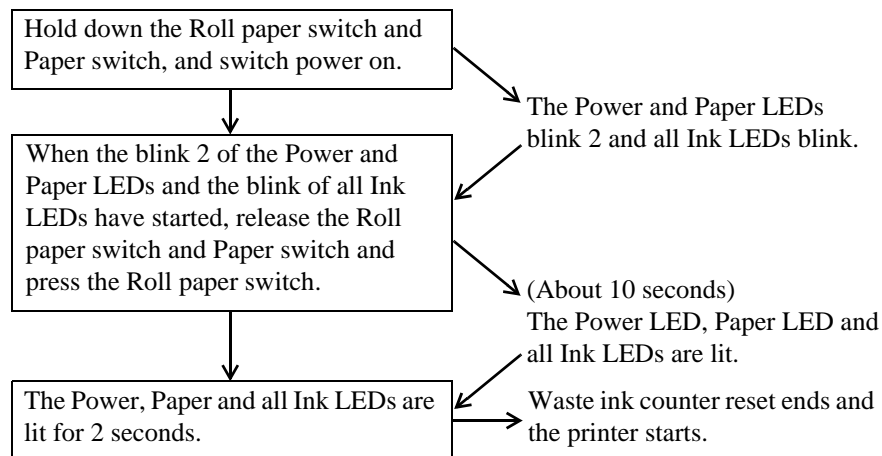 Hold down the Roll paper switch and
Paper switch, and switch power on.
The Power and Paper LEDs
blink 2 and all Ink LEDs blink.
When the blink 2 of the Power and
Paper LEDs and the blink of all Ink
LEDs have started, release the Roll
paper switch and Paper switch and
press the Roll paper switch.
(About 10 seconds)
The Power LED, Paper LED and
all Ink LEDs are lit.
The Power, Paper and all Ink LEDs are
lit for 2 seconds.
Waste ink counter reset ends and
the printer starts.